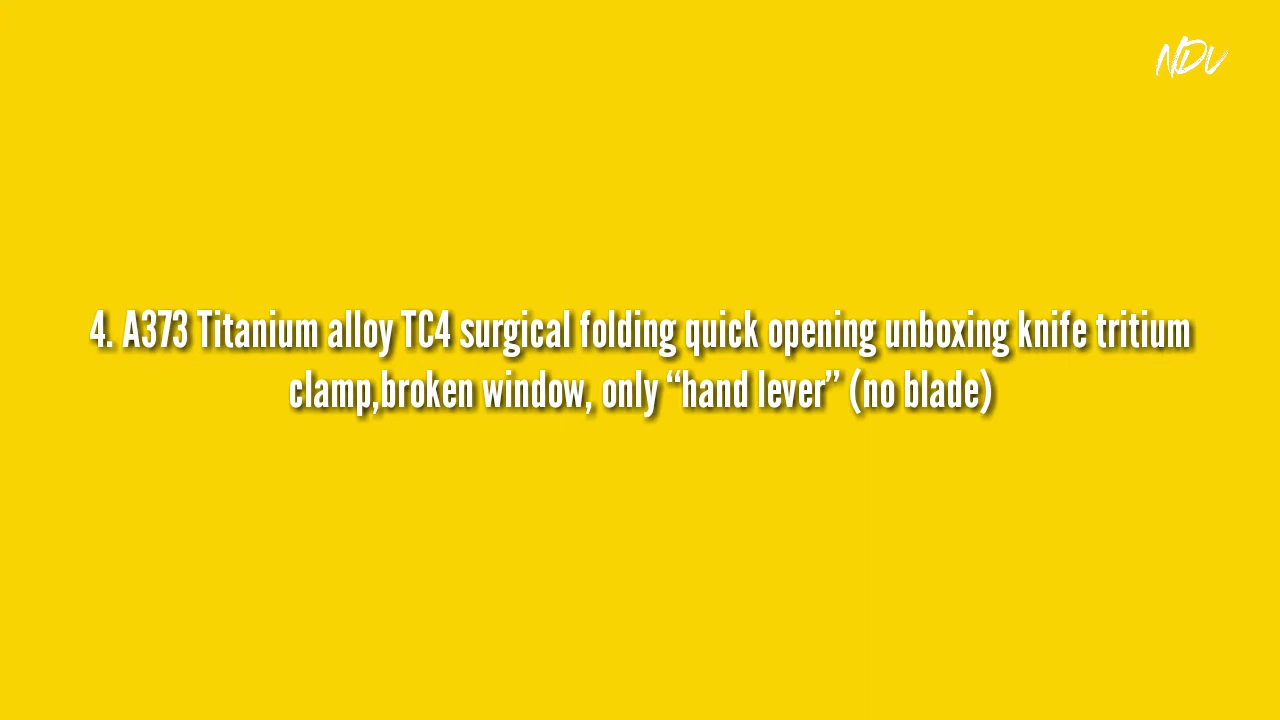 NDV
4. A373 Titanium alloy TC4 surgical folding quick opening unboxing knife tritium
clamp,broken window, only “hand lever” (no blade)